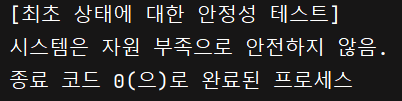 [최초 상태에 대한 안정성 테스트]
시스템은 자원 부족으로 안전하지 않음.
종료 코드 0(으)로 완료된 프로세스